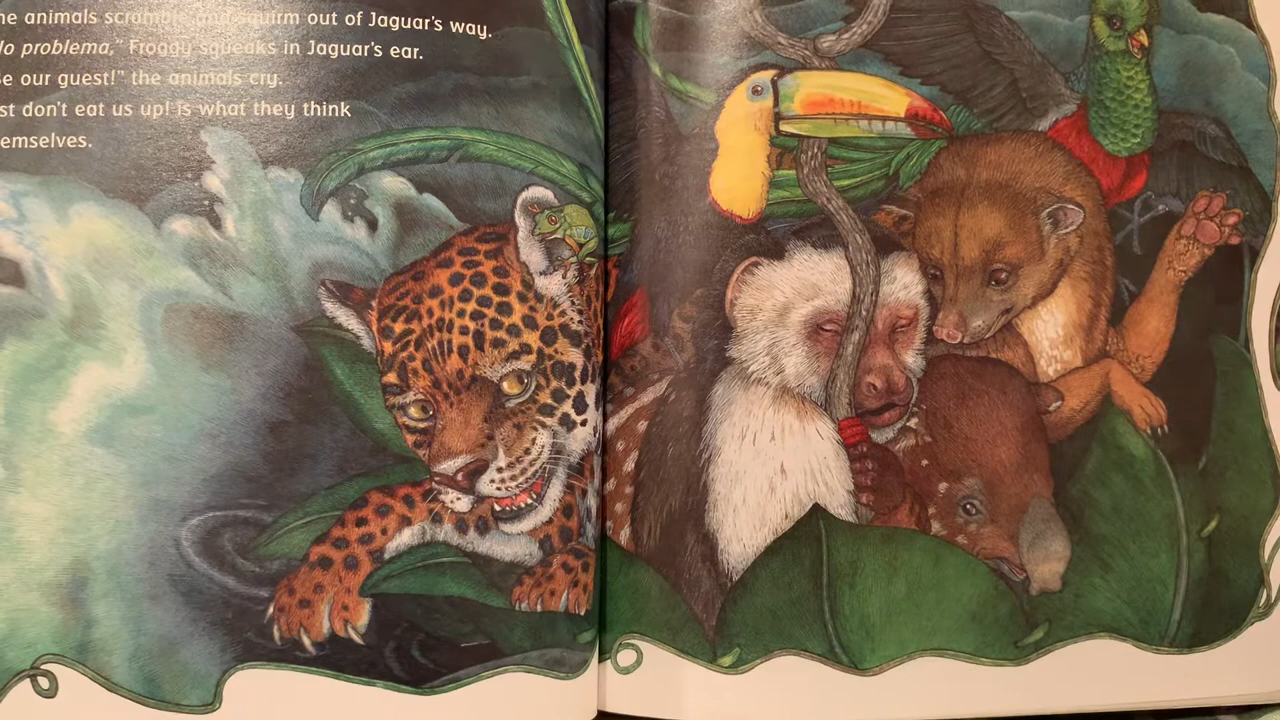 he animals scramble and squirm out of Jaguar's way.
lo problema," Froggy squeaks in Jaguar's ear.
e our guest!" the animals cry.
st don't eat us up! is what they think
emselves.